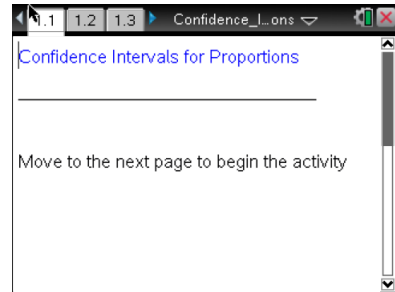 1.1 1.2 1.3 Confidence_I...ons
Confidence Intervals for Proportions
Move to the next page to begin the activity